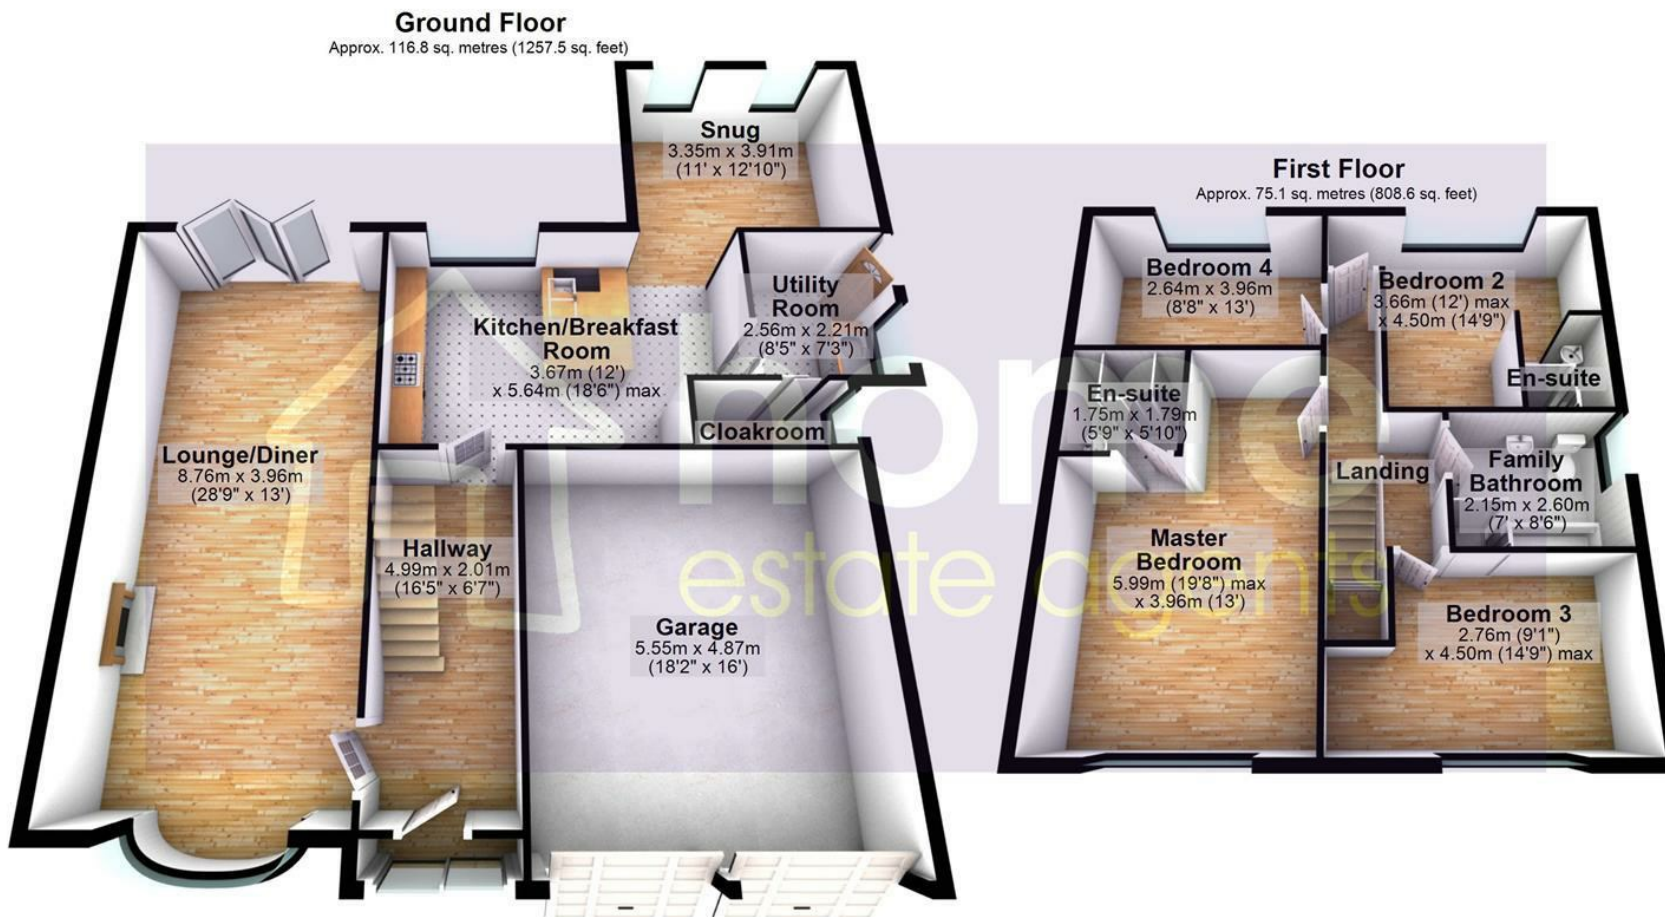 Ground Floor
Approx. 116.8 sq. metres (1257.5 sq. feet)
Snug
3.35m x 3.91m
(11' x 12'10")
Utility
Room
2.56m x 2.21m
(8'5" x 7'3")
Kitchen/Breakfast
Room
3.67m (12')
x 5.64m (18'6") max
Cloakroom
Lounge/Diner
8.76m x 3.96m
(28'9" x 13')
Hallway
4.99m x 2.01m
(16'5" x 6'7")
Garage
5.55m x 4.87m
(18'2" x 16')
First Floor
Approx. 75.1 sq. metres (808.6 sq. feet)
Bedroom 4
2.64m x 3.96m
(8'8" x 13')
Bedroom 2
3.66m (12') max
x 4.50m (14'9")
En-suite
En-suite
1.75m x 1.79m
(5'9" x 5'10")
Landing
Family
Bathroom
2.15m x 2.60m
(7' x 8'6")
Master
Bedroom
5.99m (19'8") max
x 3.96m (13')
Bedroom 3
2.76m (9'1")
x 4.50m (14'9") max
home
estate agents